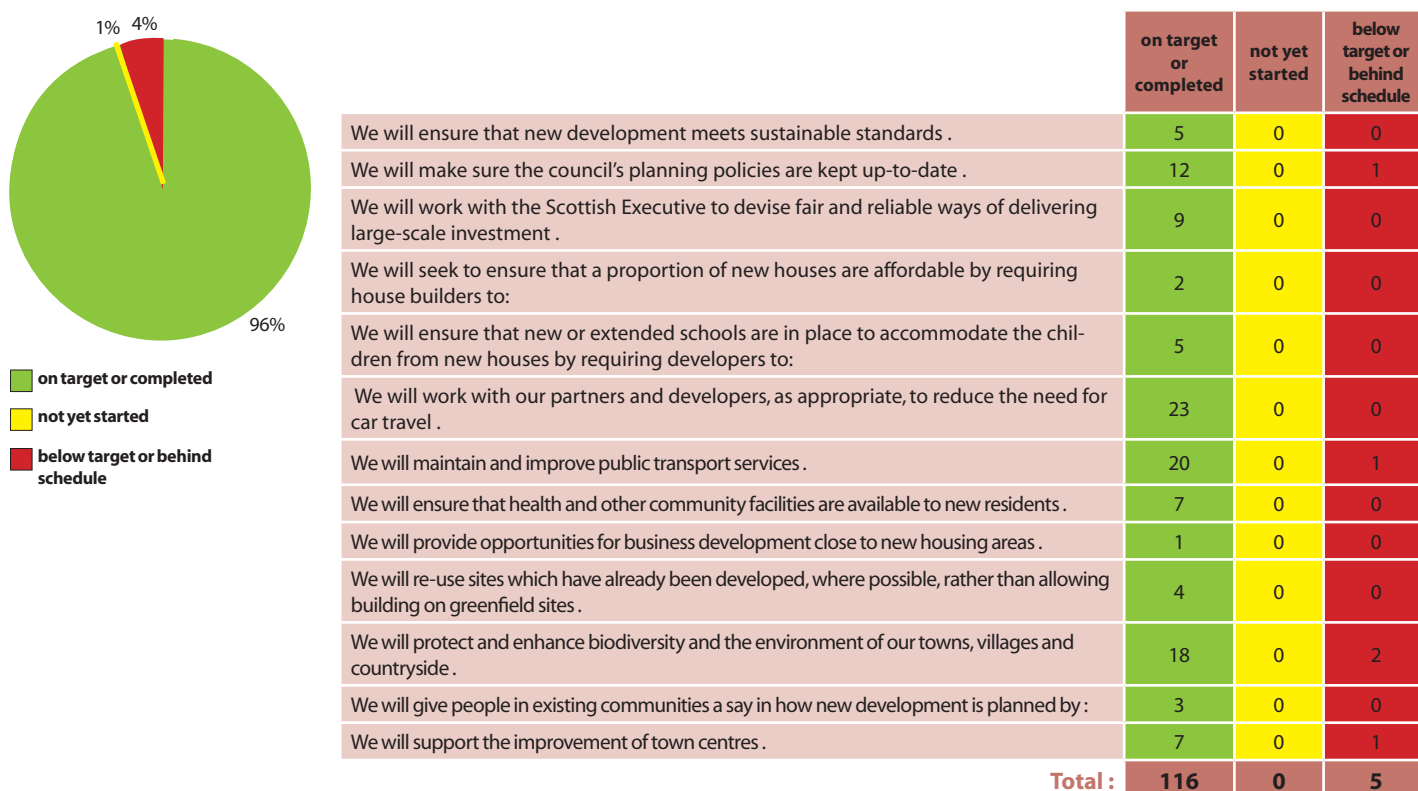 1% 4%
96%
on target or completed
not yet started
below target or behind
schedule
on target
or
completed
not yet
started
below
target or
behind
schedule
We will ensure that new development meets sustainable standards . 5 0 0
We will make sure the council’s planning policies are kept up-to-date . 12 0 1
We will work with the Scottish Executive to devise fair and reliable ways of delivering
large-scale investment . 9 0 0
We will seek to ensure that a proportion of new houses are affordable by requiring
house builders to: 2 0 0
We will ensure that new or extended schools are in place to accommodate the chil-
dren from new houses by requiring developers to: 5 0 0
We will work with our partners and developers, as appropriate, to reduce the need for
car travel . 23 0 0
We will maintain and improve public transport services . 20 0 1
We will ensure that health and other community facilities are available to new residents . 7 0 0
We will provide opportunities for business development close to new housing areas . 1 0 0
We will re-use sites which have already been developed, where possible, rather than allowing
building on greenfield sites . 4 0 0
We will protect and enhance biodiversity and the environment of our towns, villages and
countryside . 18 0 2
We will give people in existing communities a say in how new development is planned by : 3 0 0
We will support the improvement of town centres . 7 0 1
Total : 116 0 5